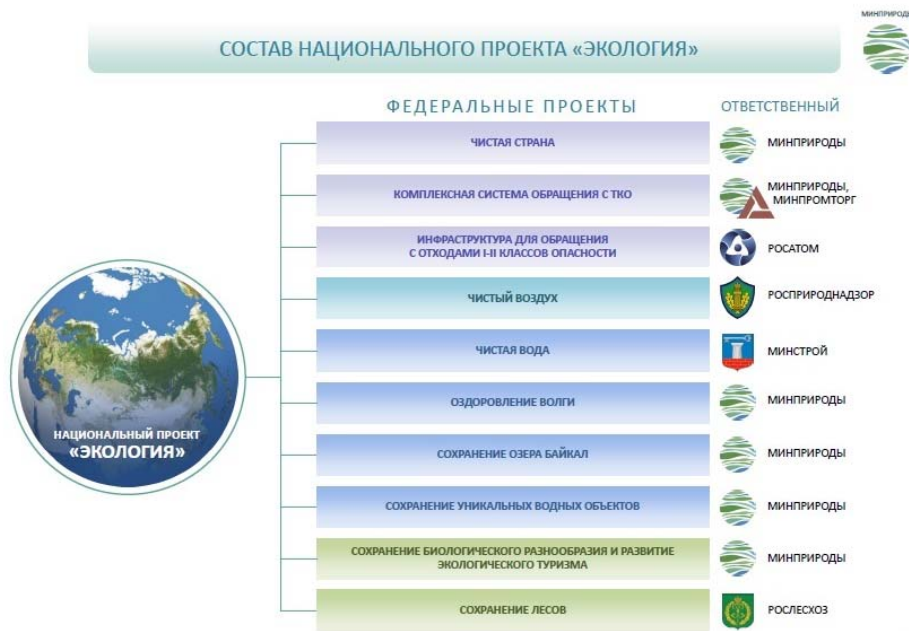 МИНПРИРОДЫ
СОСТАВ НАЦИОНАЛЬНОГО ПРОЕКТА «ЭКОЛОГИЯ»
ФЕДЕРАЛЬНЫЕ ПРОЕКТЫ
ОТВЕТСТВЕННЫЙ
ЧИСТАЯ СТРАНА
МИНПРИРОДЫ
КОМПЛЕКСНАЯ СИСТЕМА ОБРАЩЕНИЯ С ТКО
МИНПРИРОДЫ,
МИНПРОМТОРГ
ИНФРАСТРУКТУРА ДЛЯ ОБРАЩЕНИЯ
С ОТХОДАМИ I-II КЛАССОВ ОПАСНОСТИ
РОСАТОМ
ЧИСТЫЙ ВОЗДУХ
РОСПРИРОДНАДЗОР
ЧИСТАЯ ВОДА
МИНСТРОЙ
ОЗДОРОВЛЕНИЕ ВОЛГИ
МИНПРИРОДЫ
НАЦИОНАЛЬНЫЙ ПРОЕКТ
«ЭКОЛОГИЯ»
СОХРАНЕНИЕ ОЗЕРА БАЙКАЛ
МИНПРИРОДЫ
СОХРАНЕНИЕ УНИКАЛЬНЫХ ВОДНЫХ ОБЪЕКТОВ
МИНПРИРОДЫ
СОХРАНЕНИЕ БИОЛОГИЧЕСКОГО РАЗНООБРАЗИЯ И РАЗВИТИЕ
ЭКОЛОГИЧЕСКОГО ТУРИЗМА
МИНПРИРОДЫ
СОХРАНЕНИЕ ЛЕСОВ
РОСЛЕСХОЗ